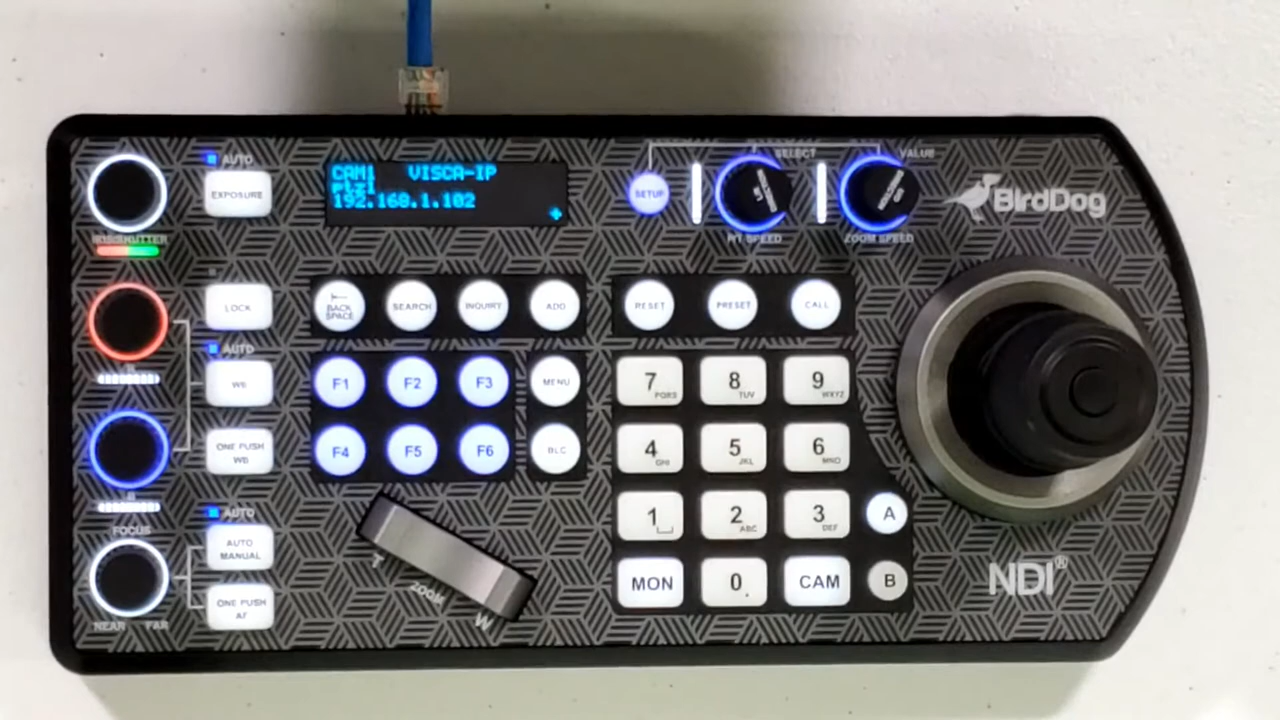 AUTO
EXPOSURE
IRIS/SHUTTER
CAM1 VISCA-IP
ptz1
192.168.1.102
SETUP
SELECT
VALUE
P/T SPEED
ZOOM SPEED
BirdDog
LOCK
BACK
SPACE
SEARCH
INQUIRY
ADD
RESET
PRESET
CALL
AUTO
WB
R
F1
F2
F3
MENU
7 PQRS
8 TUV
9 WXYZ
ONE PUSH
WB
B
F4
F5
F6
BLC
4 GHI
5 JKL
6 MNO
AUTO
FOCUS
AUTO
MANUAL
T
ZOOM
W
1
2 ABC
3 DEF
A
ONE PUSH
AF
NEAR FAR
MON
0.
CAM
B
NDI®